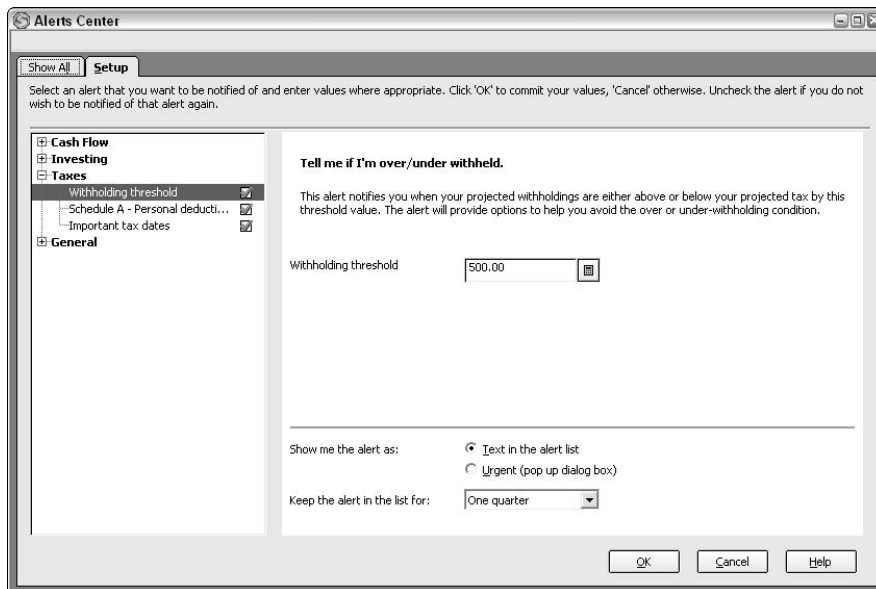 Alerts Center
Show All
Setup
Select an alert that you want to be notified of and enter values where appropriate. Click 'OK' to commit your values, 'Cancel' otherwise. Uncheck the alert if you do not
wish to be notified of that alert again.
Cash Flow
Investing
Taxes
Withholding threshold
Schedule A - Personal deducti...
Important tax dates
General
Tell me if I'm over/under withheld.
This alert notifies you when your projected withholdings are either above or below your projected tax by this
threshold value. The alert will provide options to help you avoid the over or under-withholding condition.
Withholding threshold
500.00
Show me the alert as:
Text in the alert list
Urgent (pop up dialog box)
Keep the alert in the list for:
One quarter
OK
Cancel
Help